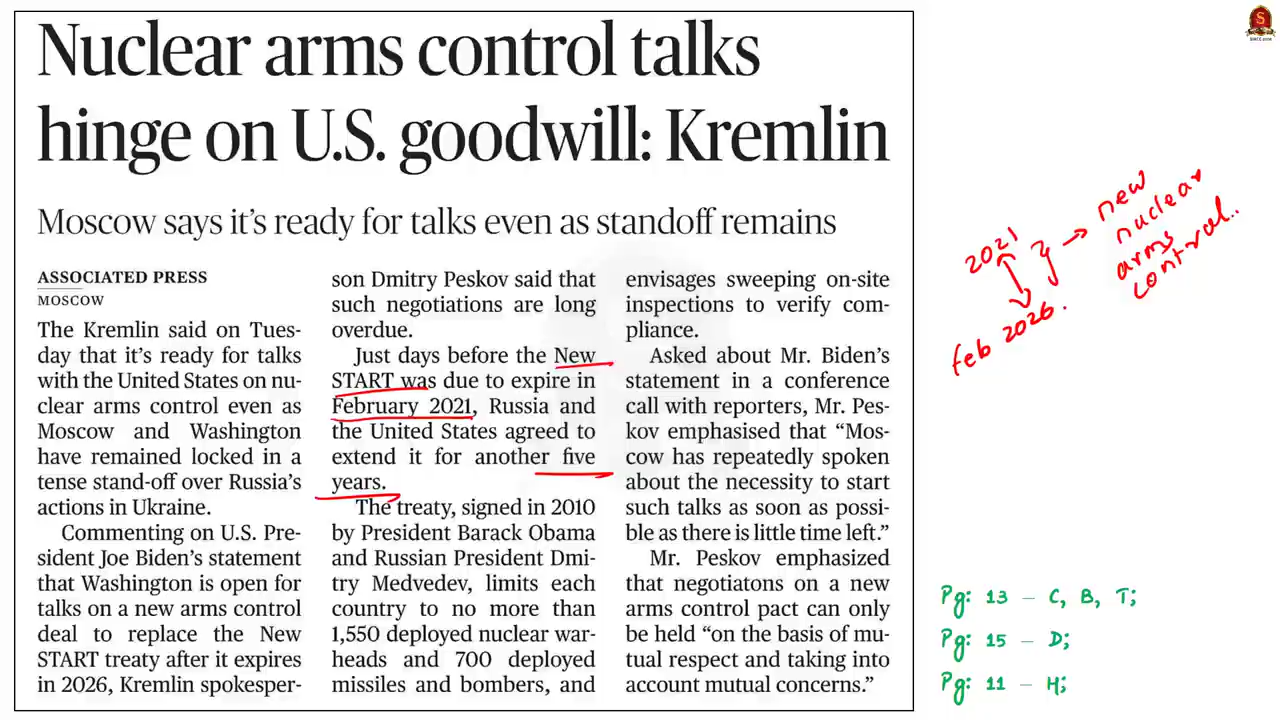 Nuclear arms control talks
hinge on U.S. goodwill: Kremlin
Moscow says it’s ready for talks even as standoff remains
ASSOCIATED PRESS
MOSCOW
The Kremlin said on Tues-
day that it’s ready for talks
with the United States on nu-
clear arms control even as
Moscow and Washington
have remained locked in a
tense stand-off over Russia’s
actions in Ukraine.
Commenting on U.S. Pre-
sident Joe Biden’s statement
that Washington is open for
talks on a new arms control
deal to replace the New
START treaty after it expires
in 2026, Kremlin spokesper-
son Dmitry Peskov said that
such negotiations are long
overdue.
Just days before the New
START was due to expire in
February 2021, Russia and
the United States agreed to
extend it for another five
years.
The treaty, signed in 2010
by President Barack Obama
and Russian President Dmi-
try Medvedev, limits each
country to no more than
1,550 deployed nuclear war-
heads and 700 deployed
missiles and bombers, and
envisages sweeping on-site
inspections to verify com-
pliance.
Asked about Mr. Biden’s
statement in a conference
call with reporters, Mr. Pes-
kov emphasised that “Mos-
cow has repeatedly spoken
about the necessity to start
such talks as soon as possi-
ble as there is little time left.”
Mr. Peskov emphasized
that negotiatons on a new
arms control pact can only
be held “on the basis of mu-
tual respect and taking into
account mutual concerns.”
2021
feb 2026.
new
nuclear
arms
control..
Pg: 13 – C, B, T;
Pg: 15 – D;
Pg: 11 – H;